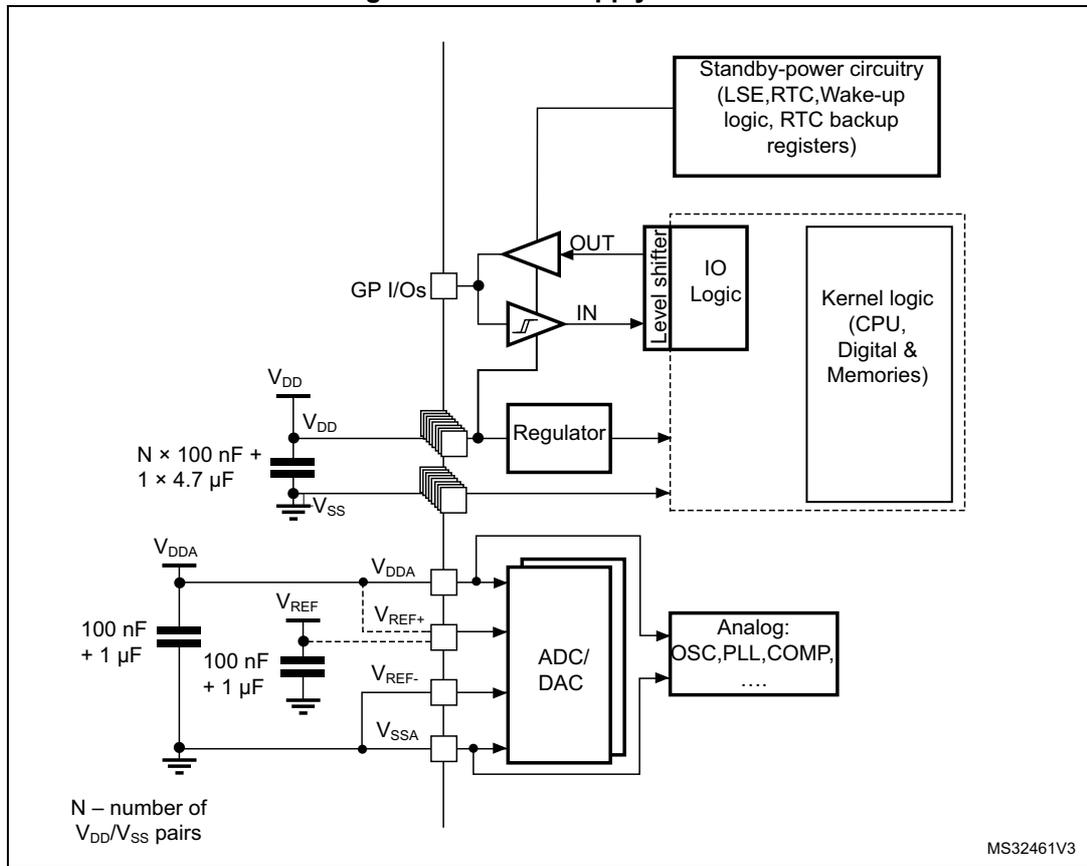 Standby-power circuitry
(LSE,RTC,Wake-up
logic, RTC backup
registers)
OUT
Level shifter
IO
Logic
GP I/Os
IN
Kernel logic
(CPU,
Digital &
Memories)
VDD
VDD
Regulator
N × 100 nF +
1 × 4.7 µF
VSS
VDDA
VDDA
VREF
VREF+
100 nF
+ 1 µF
100 nF
+ 1 µF
ADC/
DAC
Analog:
OSC,PLL,COMP,
....
VREF-
VSSA
N – number of
VDD/VSS pairs
MS32461V3